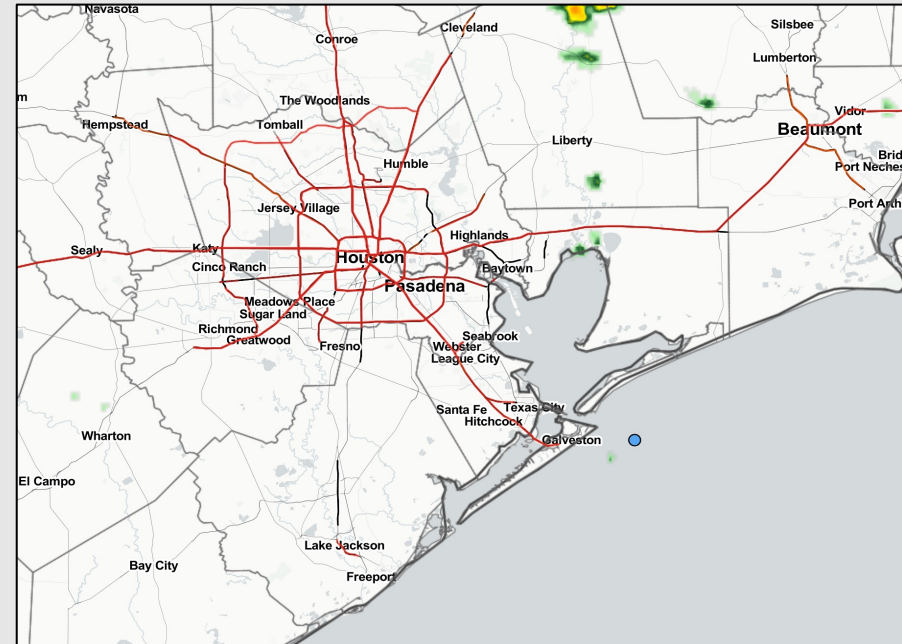 Navasota
Cleveland
Silsbee
Conroe
Lumberton
m
The Woodlands
Vidor
Hempstead
Tomball
Beaumont
Liberty
Brid
Humble
Port Neches
Jersey Village
Port Arth
Highlands
Sealy
Katy
Houston
Cinco Ranch
Baytown
Pasadena
Meadows Place
Sugar Land
Richmond
Greatwood
Fresno
Seabrook
Webster
League City
Santa Fe
Texas City
Hitchcock
Wharton
Galveston
El Campo
Lake Jackson
Bay City
Freeport